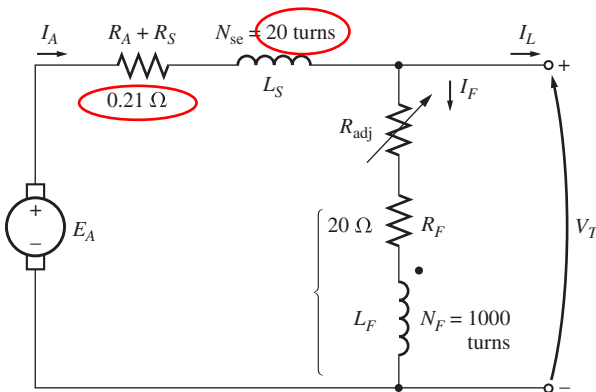 I_A
R_A + R_S
N_se = 20 turns
I_L
+
0.21 Ω
L_S
I_F
R_adj
+
−
E_A
20 Ω
R_F
V_T
L_F
N_F = 1000
turns
−